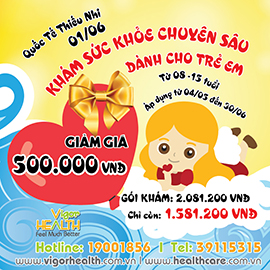 Quốc Tế Thiếu Nhi
01/06
KHÁM SỨC KHỎE CHUYÊN SÂU
DÀNH CHO TRẺ EM
Từ 08 - 15 tuổi
Áp dụng từ 04/05 đến 30/06
GIẢM GIÁ
500.000 VNĐ
GÓI KHÁM: 2.081.200 VNĐ
Chỉ còn: 1.581.200 VNĐ
Vigor
HEALTH
Feel Much Better
Hotline: 19001856 | Tel: 39115315
www.vigorhealth.com.vn | www.healthcare.com.vn